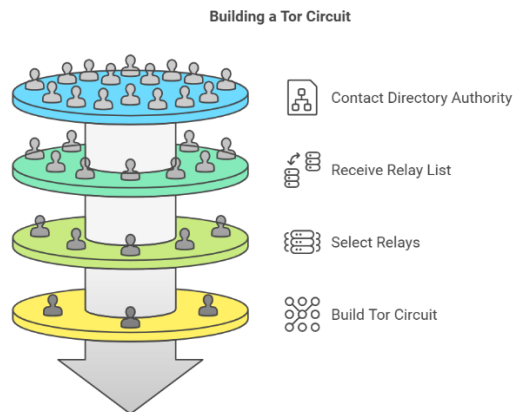 Building a Tor Circuit
Contact Directory Authority
Receive Relay List
Select Relays
Build Tor Circuit